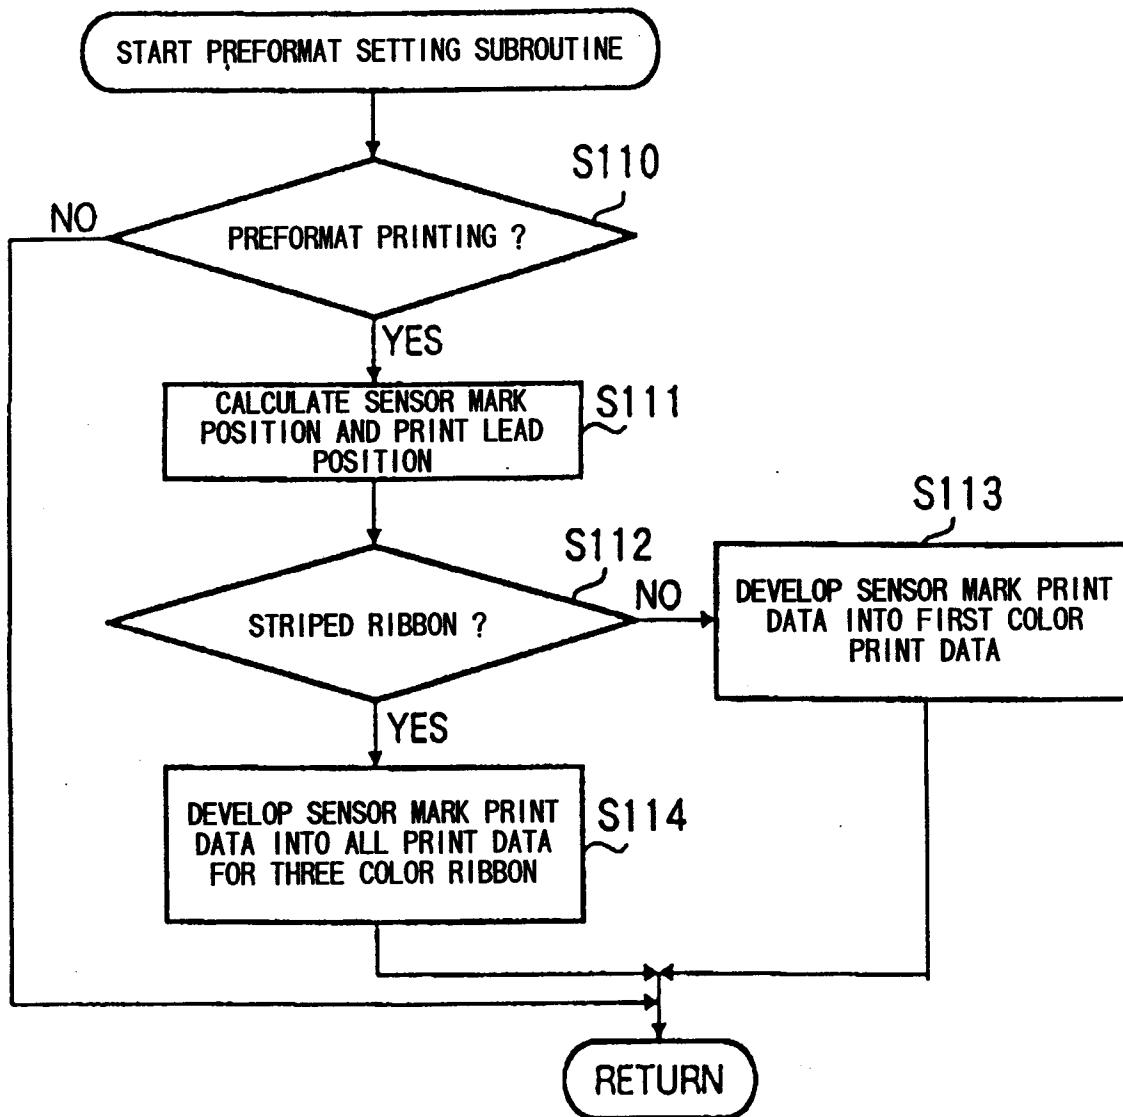 START PREFORMAT SETTING SUBROUTINE
S110
NO
PREFORMAT PRINTING ?
YES
CALCULATE SENSOR MARK
POSITION AND PRINT LEAD
POSITION
S111
S113
S112
STRIPED RIBBON ?
NO
DEVELOP SENSOR MARK PRINT
DATA INTO FIRST COLOR
PRINT DATA
YES
DEVELOP SENSOR MARK PRINT
DATA INTO ALL PRINT DATA
FOR THREE COLOR RIBBON
S114
RETURN